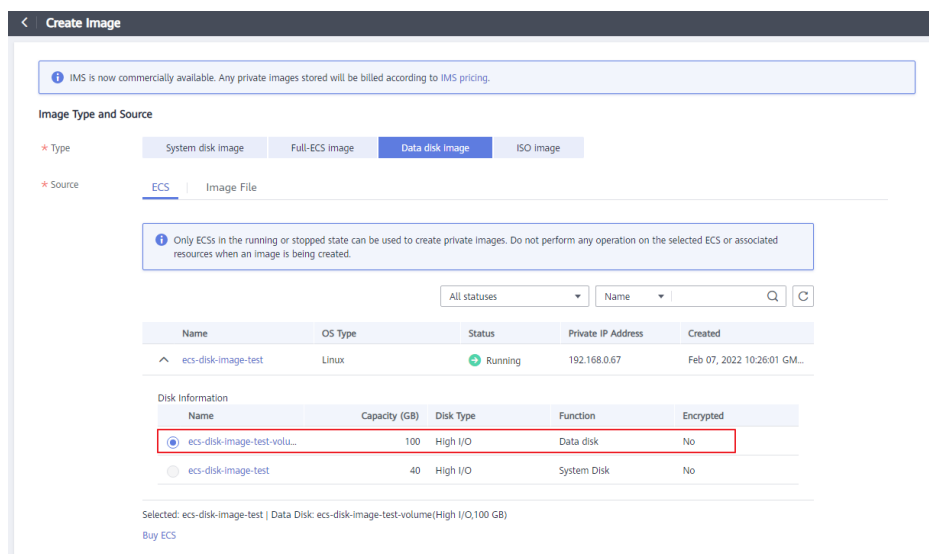 Create Image
IMS is now commercially available. Any private images stored will be billed according to IMS pricing.
Image Type and Source
* Type
System disk image Full-ECS image Data disk image ISO image
* Source
ECS Image File
Only ECSs in the running or stopped state can be used to create private images. Do not perform any operation on the selected ECS or associated
resources when an image is being created.
All statuses Name
Name OS Type Status Private IP Address Created
ecs-disk-image-test Linux Running 192.168.0.67 Feb 07, 2022 10:26:01 GM...
Disk Information
Name Capacity (GB) Disk Type Function Encrypted
ecs-disk-image-test-volu... 100 High I/O Data disk No
ecs-disk-image-test 40 High I/O System Disk No
Selected: ecs-disk-image-test | Data Disk: ecs-disk-image-test-volume(High I/O,100 GB)
Buy ECS